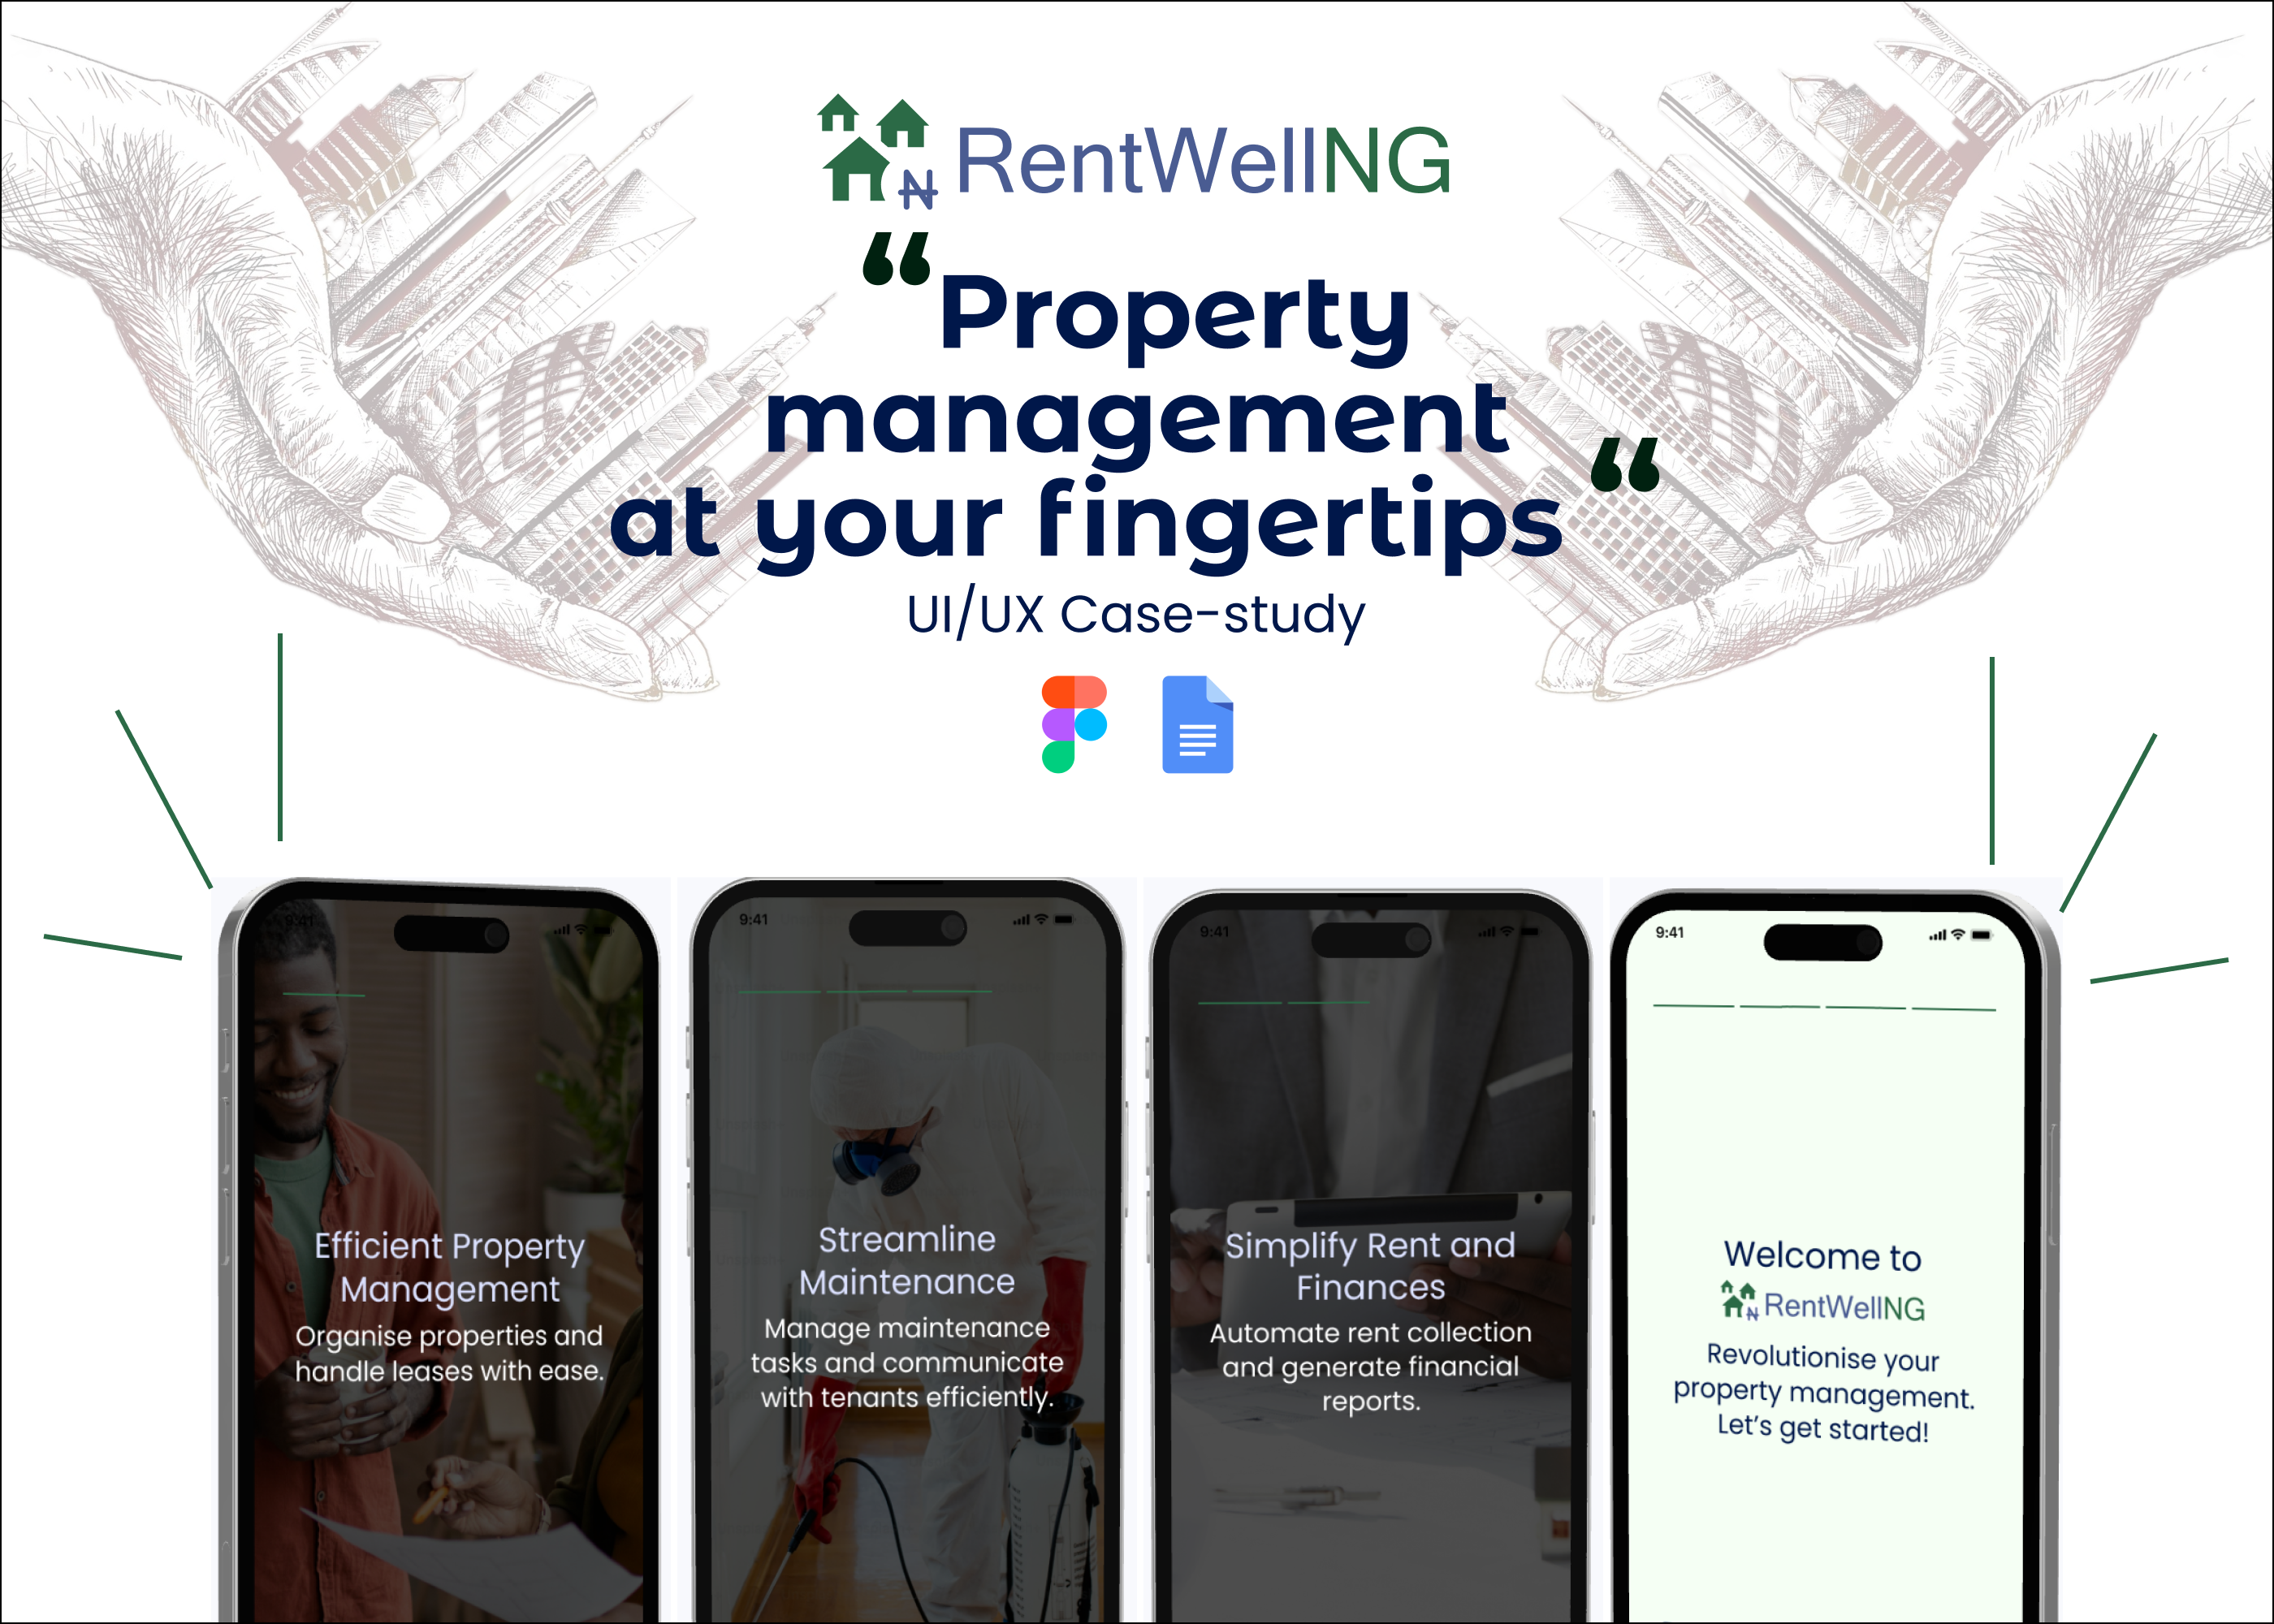 ₦ RentWellNG
“Property
management
at your fingertips“
UI/UX Case-study
9:41
Efficient Property
Management
Organise properties and
handle leases with ease.
9:41
Streamline
Maintenance
Manage maintenance
tasks and communicate
with tenants efficiently.
9:41
Simplify Rent and
Finances
Automate rent collection
and generate financial
reports.
9:41
Welcome to
₦ RentWellNG
Revolutionise your
property management.
Let’s get started!